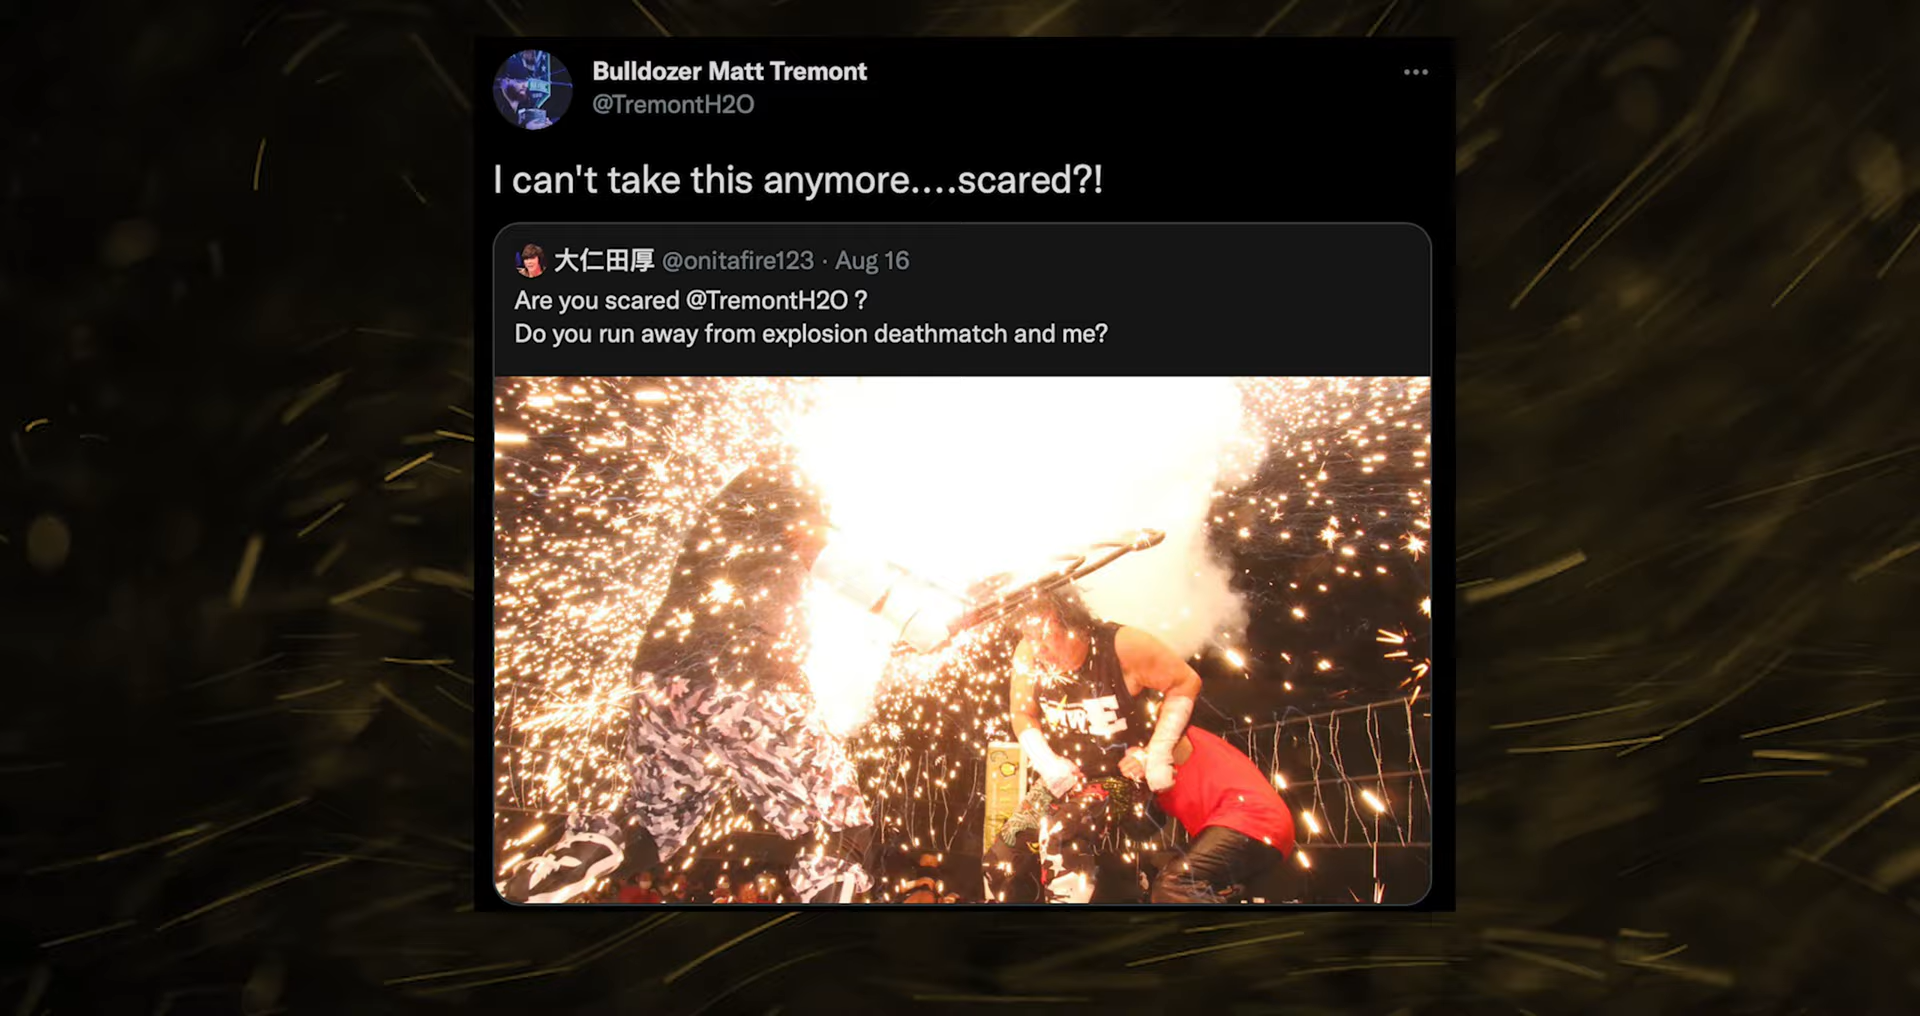 Bulldozer Matt Tremont
@TremontH2O
I can't take this anymore....scared?!
大仁田厚 @onitafire123 · Aug 16
Are you scared @TremontH2O ?
Do you run away from explosion deathmatch and me?